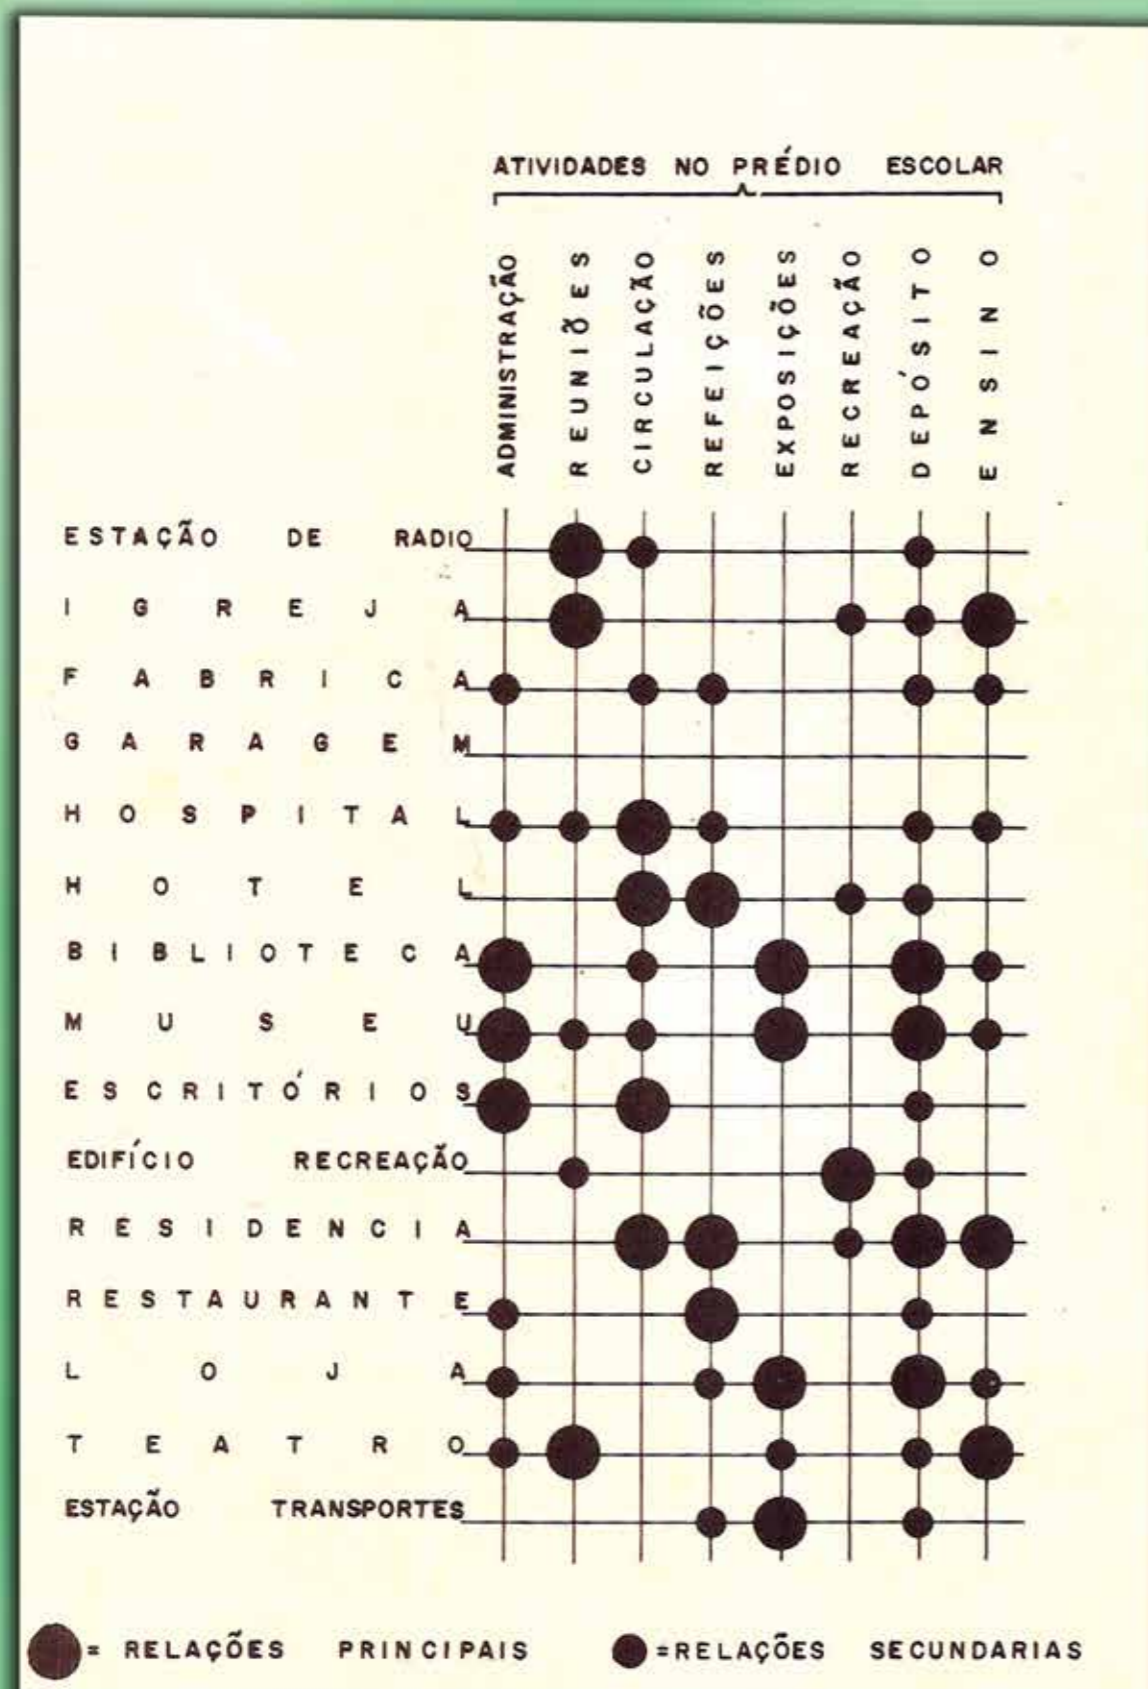 ATIVIDADES NO PRÉDIO ESCOLAR
ADMINISTRAÇÃO
REUNIÕES
CIRCULAÇÃO
REFEIÇÕES
EXPOSIÇÕES
RECREAÇÃO
DEPÓSITO
ENSINO
ESTAÇÃO DE RADIO
IGREJA
FABRICA
GARAGEM
HOSPITAL
HOTEL
BIBLIOTECA
MUSEU
ESCRITÓRIOS
EDIFÍCIO RECREAÇÃO
RESIDENCIA
RESTAURANTE
LOJA
TEATRO
ESTAÇÃO TRANSPORTES
= RELAÇÕES PRINCIPAIS =RELAÇÕES SECUNDARIAS